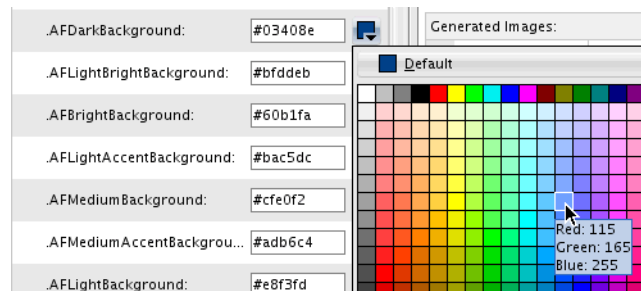 .AFDarkBackground: #03408e
Generated Images:
Default
.AFLightBrightBackground: #bfddeb
.AFBrightBackground: #60b1fa
.AFLightAccentBackground: #bac5dc
.AFMediumBackground: #cfe0f2
.AFMediumAccentBackgrou... #adb6c4
.AFLightBackground: #e8f3fd
Red: 115
Green: 165
Blue: 255